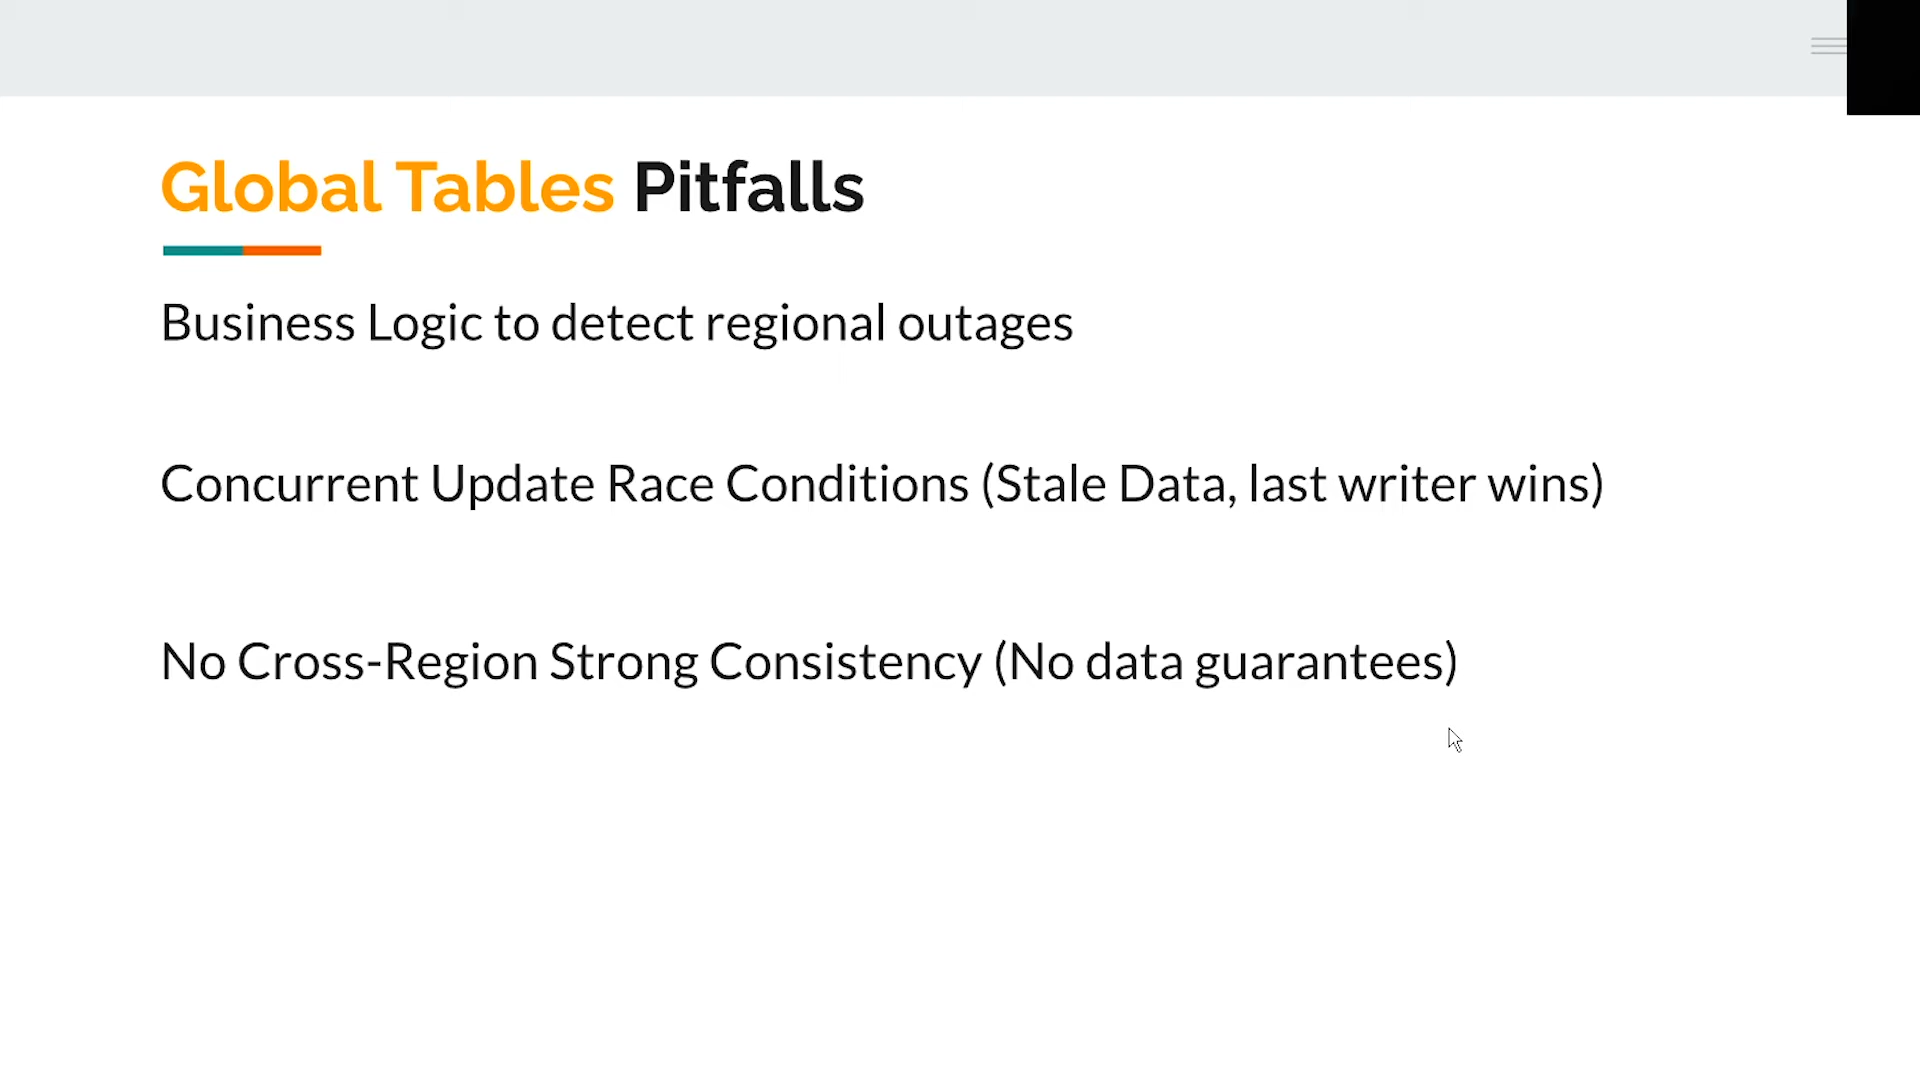 Global Tables Pitfalls
Business Logic to detect regional outages
Concurrent Update Race Conditions (Stale Data, last writer wins)
No Cross-Region Strong Consistency (No data guarantees)